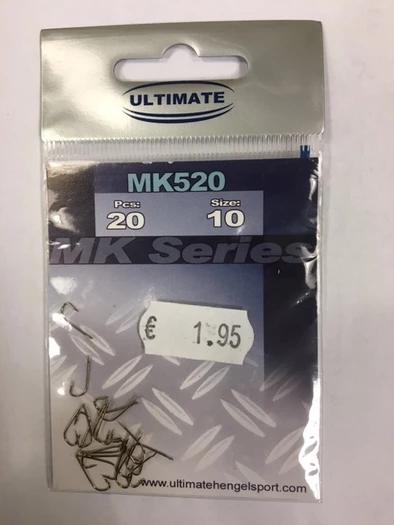 ULTIMATE
MK520
Pcs: Size:
20 10
MK Series
€ 1.95
www.ultimatehengelsport.com